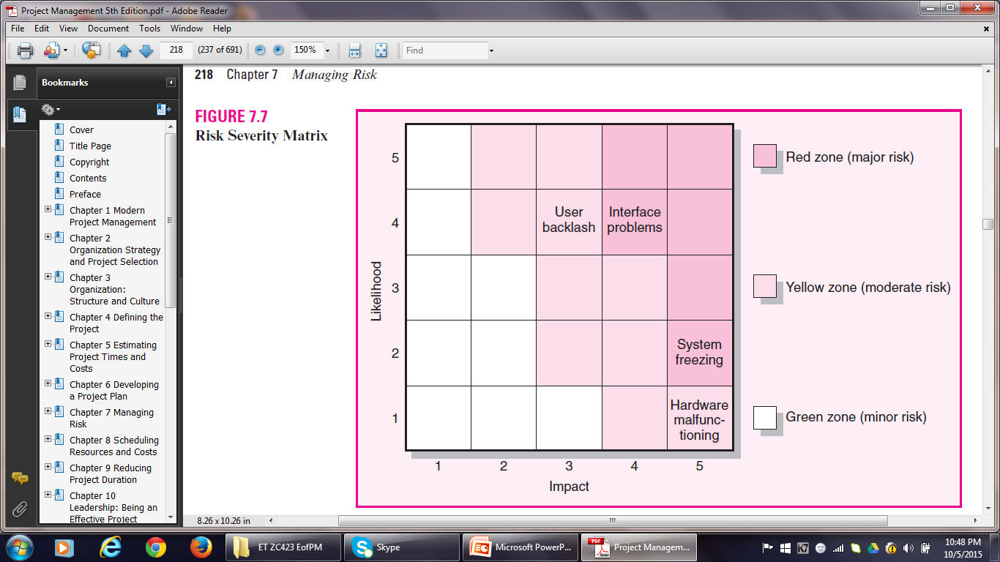 Project Management 5th Edition.pdf - Adobe Reader
File Edit View Document Tools Window Help
218 (237 of 691) 150% Find
Bookmarks
Cover
Title Page
Copyright
Contents
Preface
Chapter 1 Modern
Project Management
Chapter 2
Organization Strategy
and Project Selection
Chapter 3
Organization:
Structure and Culture
Chapter 4 Defining the
Project
Chapter 5 Estimating
Project Times and
Costs
Chapter 6 Developing
a Project Plan
Chapter 7 Managing
Risk
Chapter 8 Scheduling
Resources and Costs
Chapter 9 Reducing
Project Duration
Chapter 10
Leadership: Being an
Effective Project
218 Chapter 7 Managing Risk
FIGURE 7.7
Risk Severity Matrix
Likelihood
5
4
3
2
1
User
backlash
Interface
problems
System
freezing
Hardware
malfunc-
tioning
1 2 3 4 5
Impact
Red zone (major risk)
Yellow zone (moderate risk)
Green zone (minor risk)
8.26 x 10.26 in
ET ZC423 EofPM
Skype
Microsoft PowerP...
PDF
Project Managem...
10:48 PM
10/5/2015